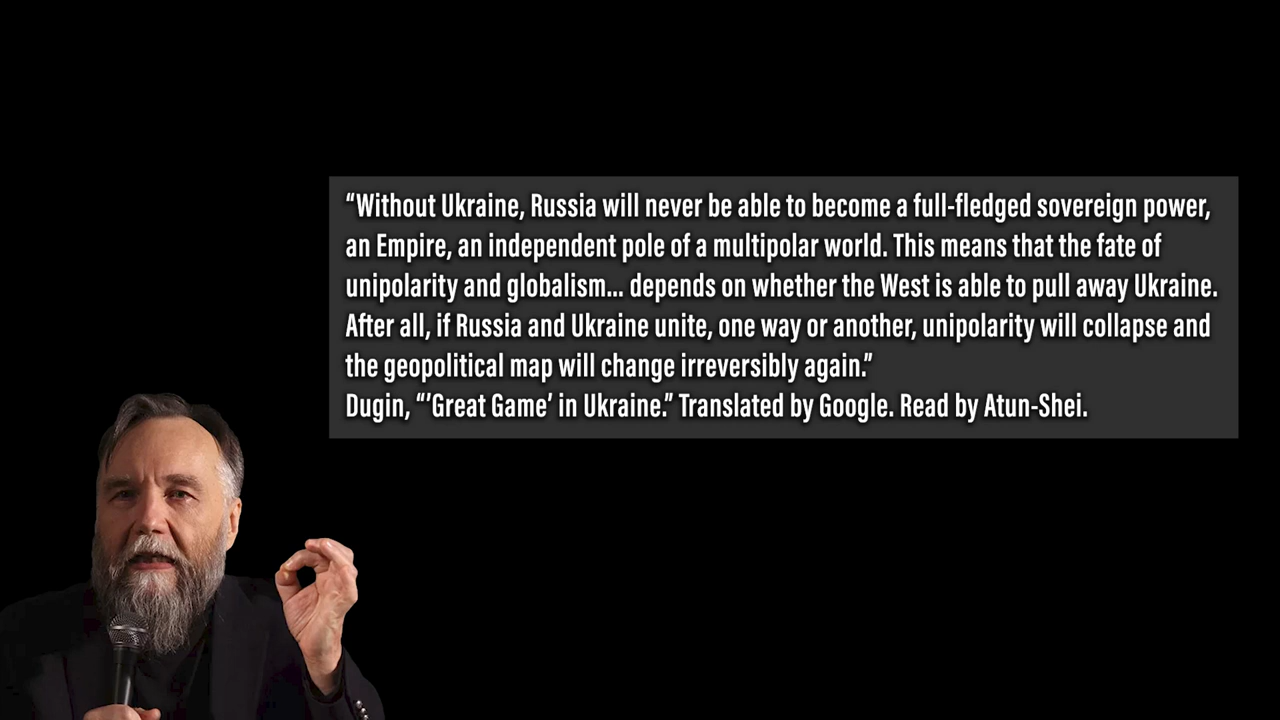 “Without Ukraine, Russia will never be able to become a full-fledged sovereign power,
an Empire, an independent pole of a multipolar world. This means that the fate of
unipolarity and globalism... depends on whether the West is able to pull away Ukraine.
After all, if Russia and Ukraine unite, one way or another, unipolarity will collapse and
the geopolitical map will change irreversibly again.”
Dugin, “’Great Game’ in Ukraine.” Translated by Google. Read by Atun-Shei.